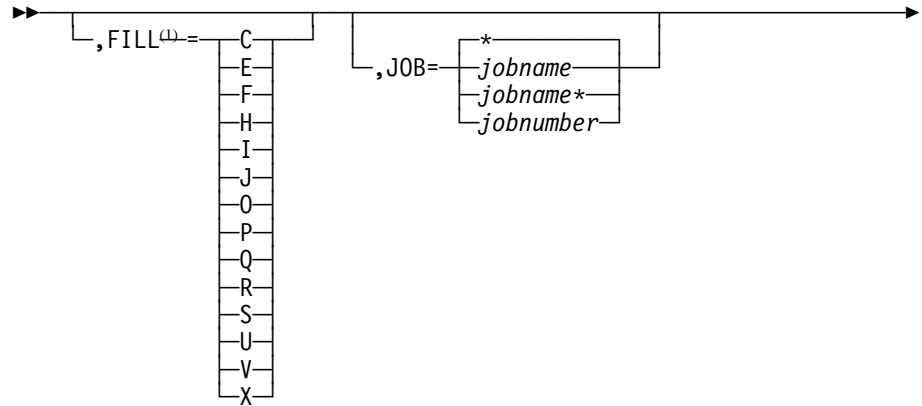 ,FILL(1)= C *
E ,JOB= jobname
F jobname*
H jobnumber
I
J
O
P
Q
R
S
U
V
X